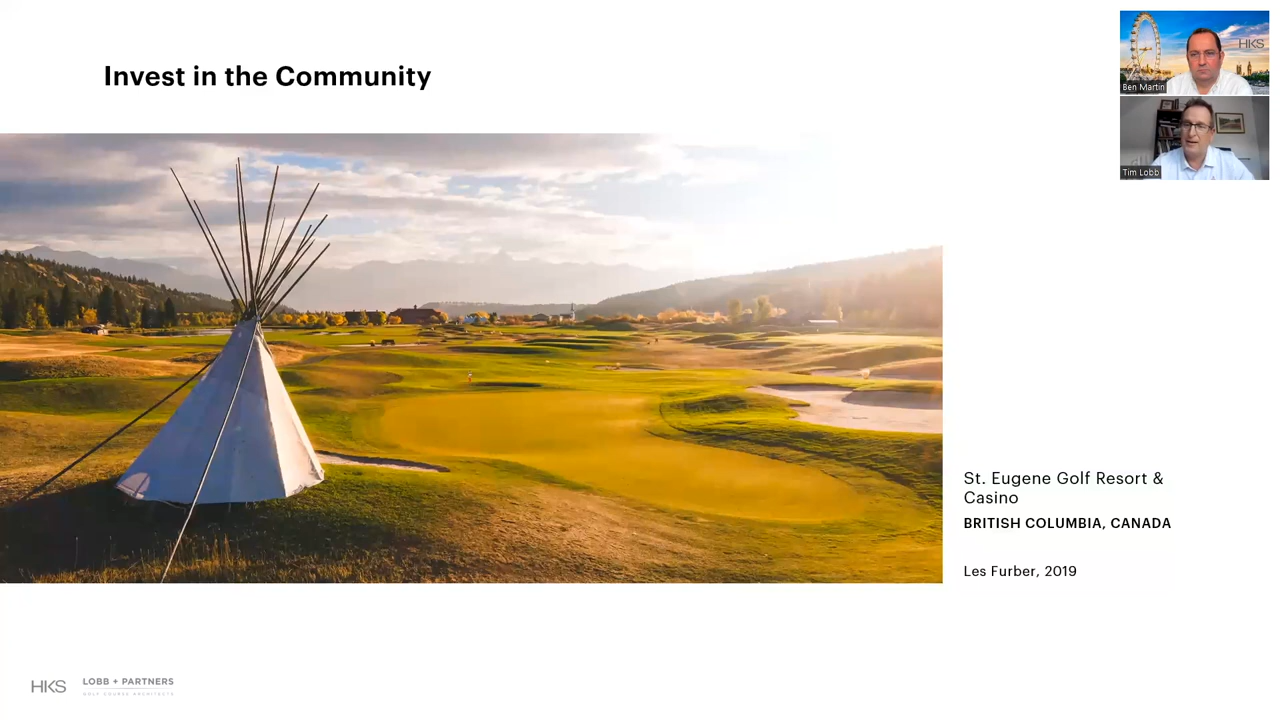 Invest in the Community
HKS
Ben Martin
Tim Lobb
St. Eugene Golf Resort &
Casino
BRITISH COLUMBIA, CANADA
Les Furber, 2019
HKS
LOBB + PARTNERS
GOLF COURSE ARCHITECTS